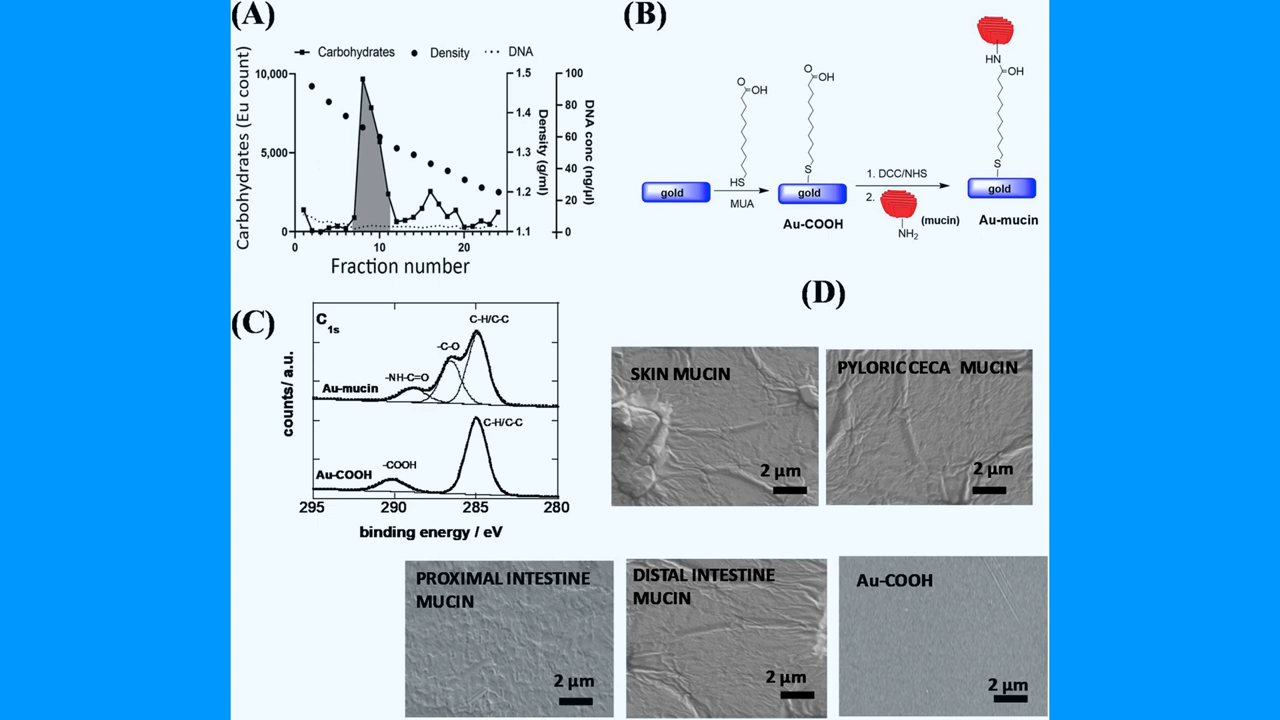 (A)
Carbohydrates
Density
DNA
10,000
5,000
0
1.5
1.4
1.3
1.2
1.1
100
80
60
40
20
0
0
10
20
Carbohydrates (Eu count)
Density (g/ml)
DNA conc (ng/µl)
Fraction number
(B)
gold
MUA
O
OH
HS
O
OH
S
gold
Au-COOH
1. DCC/NHS
2.
(mucin)
NH2
HN
OH
S
gold
Au-mucin
(C)
C1s
C-H/C-C
-C-O
-NH-C=O
Au-mucin
C-H/C-C
-COOH
Au-COOH
counts/ a.u.
295
290
285
280
binding energy / eV
(D)
SKIN MUCIN
2 µm
PYLORIC CECA MUCIN
2 µm
PROXIMAL INTESTINE
MUCIN
2 µm
DISTAL INTESTINE
MUCIN
2 µm
Au-COOH
2 µm